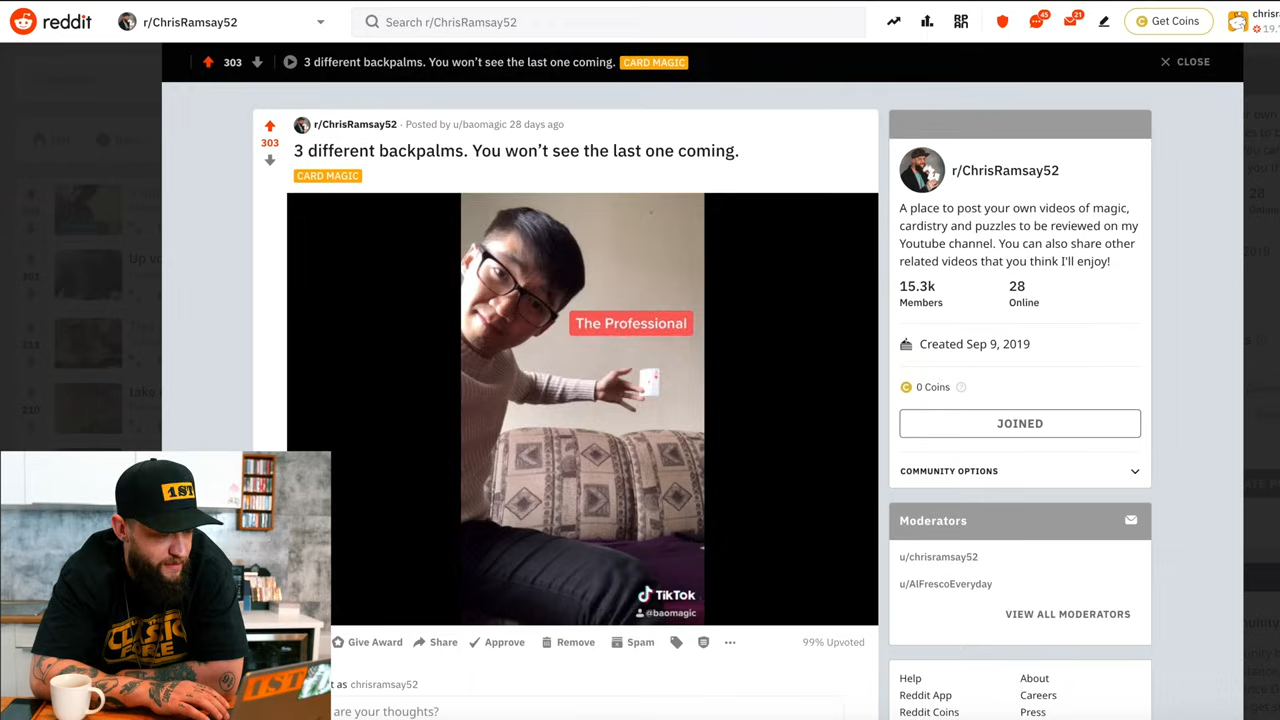 reddit
r/ChrisRamsay52
Search r/ChrisRamsay52
45
21
Get Coins
303
3 different backpalms. You won't see the last one coming.
CARD MAGIC
CLOSE
303
r/ChrisRamsay52 · Posted by u/baomagic 28 days ago
3 different backpalms. You won't see the last one coming.
CARD MAGIC
The Professional
TikTok
@baomagic
Give Award
Share
Approve
Remove
Spam
99% Upvoted
t as chrisramsay52
are your thoughts?
r/ChrisRamsay52
A place to post your own videos of magic,
cardistry and puzzles to be reviewed on my
Youtube channel. You can also share other
related videos that you think I'll enjoy!
15.3k
28
Members
Online
Created Sep 9, 2019
0 Coins
JOINED
COMMUNITY OPTIONS
Moderators
u/chrisramsay52
u/AlFrescoEveryday
VIEW ALL MODERATORS
Help
About
Reddit App
Careers
Reddit Coins
Press
1ST
CLASSIC
FORCE
1ST